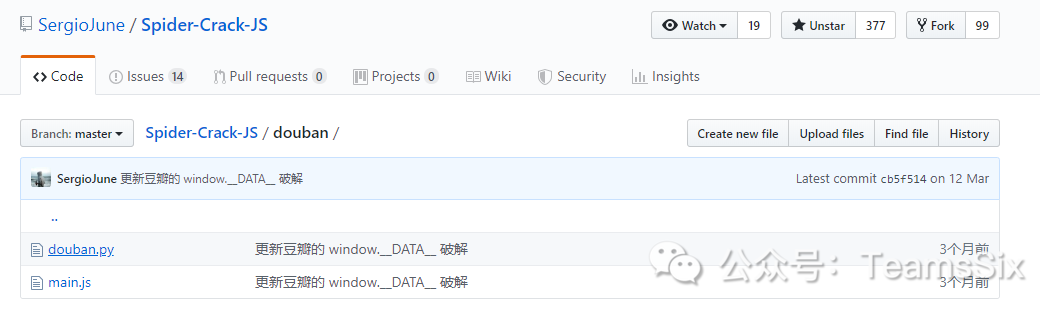 SergioJune / Spider-Crack-JS Watch 19 Unstar 377 Fork 99
Code Issues 14 Pull requests 0 Projects 0 Wiki Security Insights
Branch: master Spider-Crack-JS / douban / Create new file Upload files Find file History
SergioJune 更新豆瓣的 window.__DATA__ 破解 Latest commit cb5f514 on 12 Mar
..
douban.py 更新豆瓣的 window.__DATA__ 破解 3个月前
main.js 更新豆瓣的 window.__DATA__ 破解 3个月前
公众号：TeamsSix